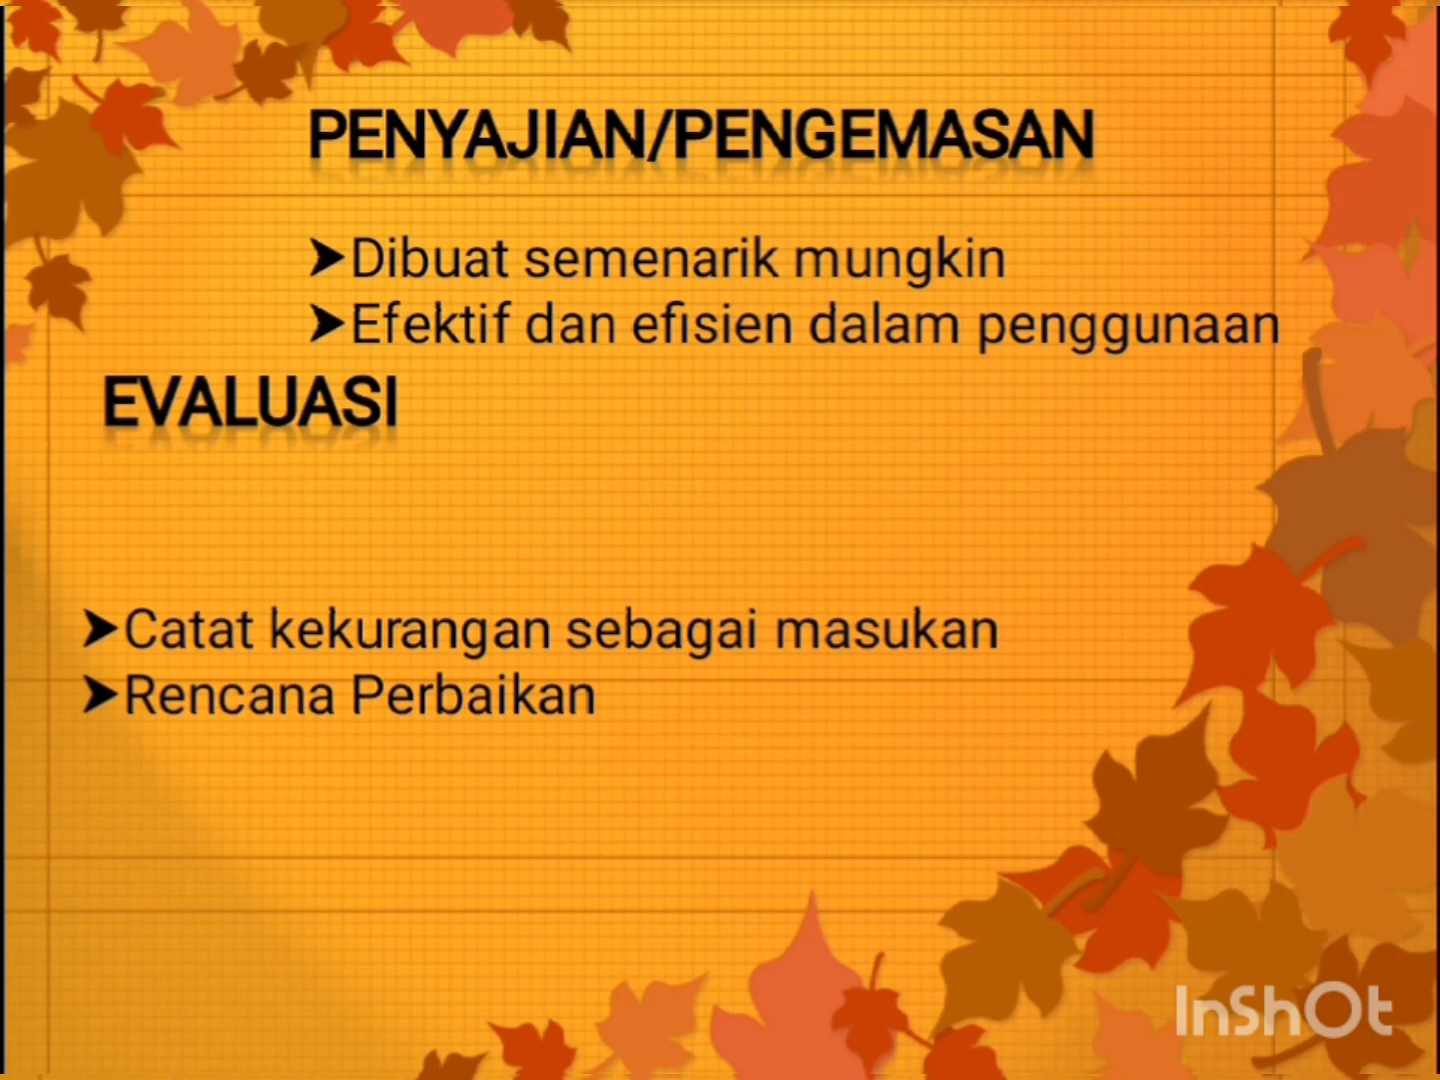 PENYAJIAN/PENGEMASAN
➤Dibuat semenarik mungkin
➤Efektif dan efisien dalam penggunaan
EVALUASI
➤Catat kekurangan sebagai masukan
➤Rencana Perbaikan
InShOt